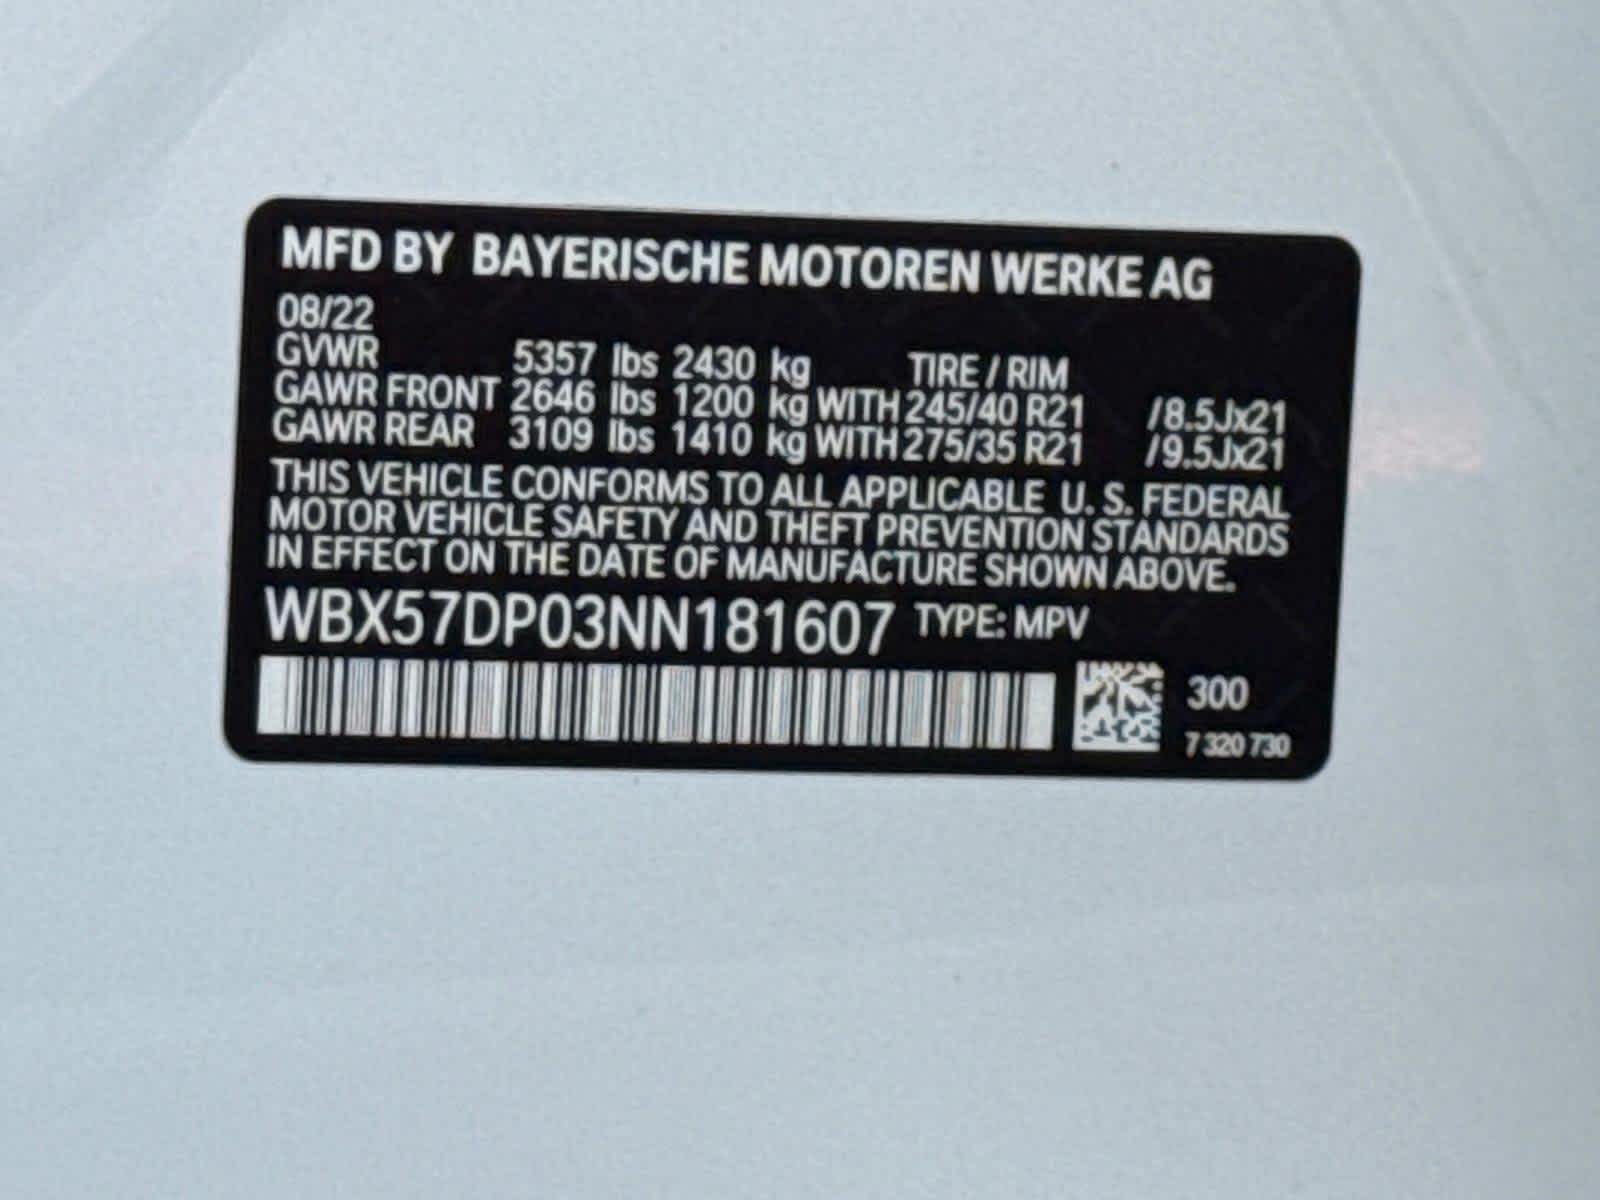 MFD BY BAYERISCHE MOTOREN WERKE AG
08/22
GVWR 5357 lbs 2430 kg TIRE / RIM
GAWR FRONT 2646 lbs 1200 kg WITH 245/40 R21 /8.5Jx21
GAWR REAR 3109 lbs 1410 kg WITH 275/35 R21 /9.5Jx21
THIS VEHICLE CONFORMS TO ALL APPLICABLE U. S. FEDERAL
MOTOR VEHICLE SAFETY AND THEFT PREVENTION STANDARDS
IN EFFECT ON THE DATE OF MANUFACTURE SHOWN ABOVE.
WBX57DP03NN181607 TYPE: MPV
300
7 320 730